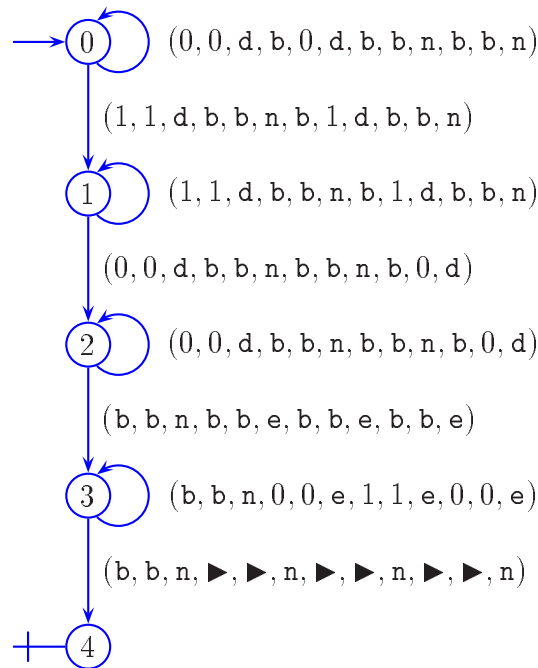 0 (0, 0, d, b, 0, d, b, b, n, b, b, n)
(1, 1, d, b, b, n, b, 1, d, b, b, n)
1 (1, 1, d, b, b, n, b, 1, d, b, b, n)
(0, 0, d, b, b, n, b, b, n, b, 0, d)
2 (0, 0, d, b, b, n, b, b, n, b, 0, d)
(b, b, n, b, b, e, b, b, e, b, b, e)
3 (b, b, n, 0, 0, e, 1, 1, e, 0, 0, e)
(b, b, n, ▶, ▶, n, ▶, ▶, n, ▶, ▶, n)
4